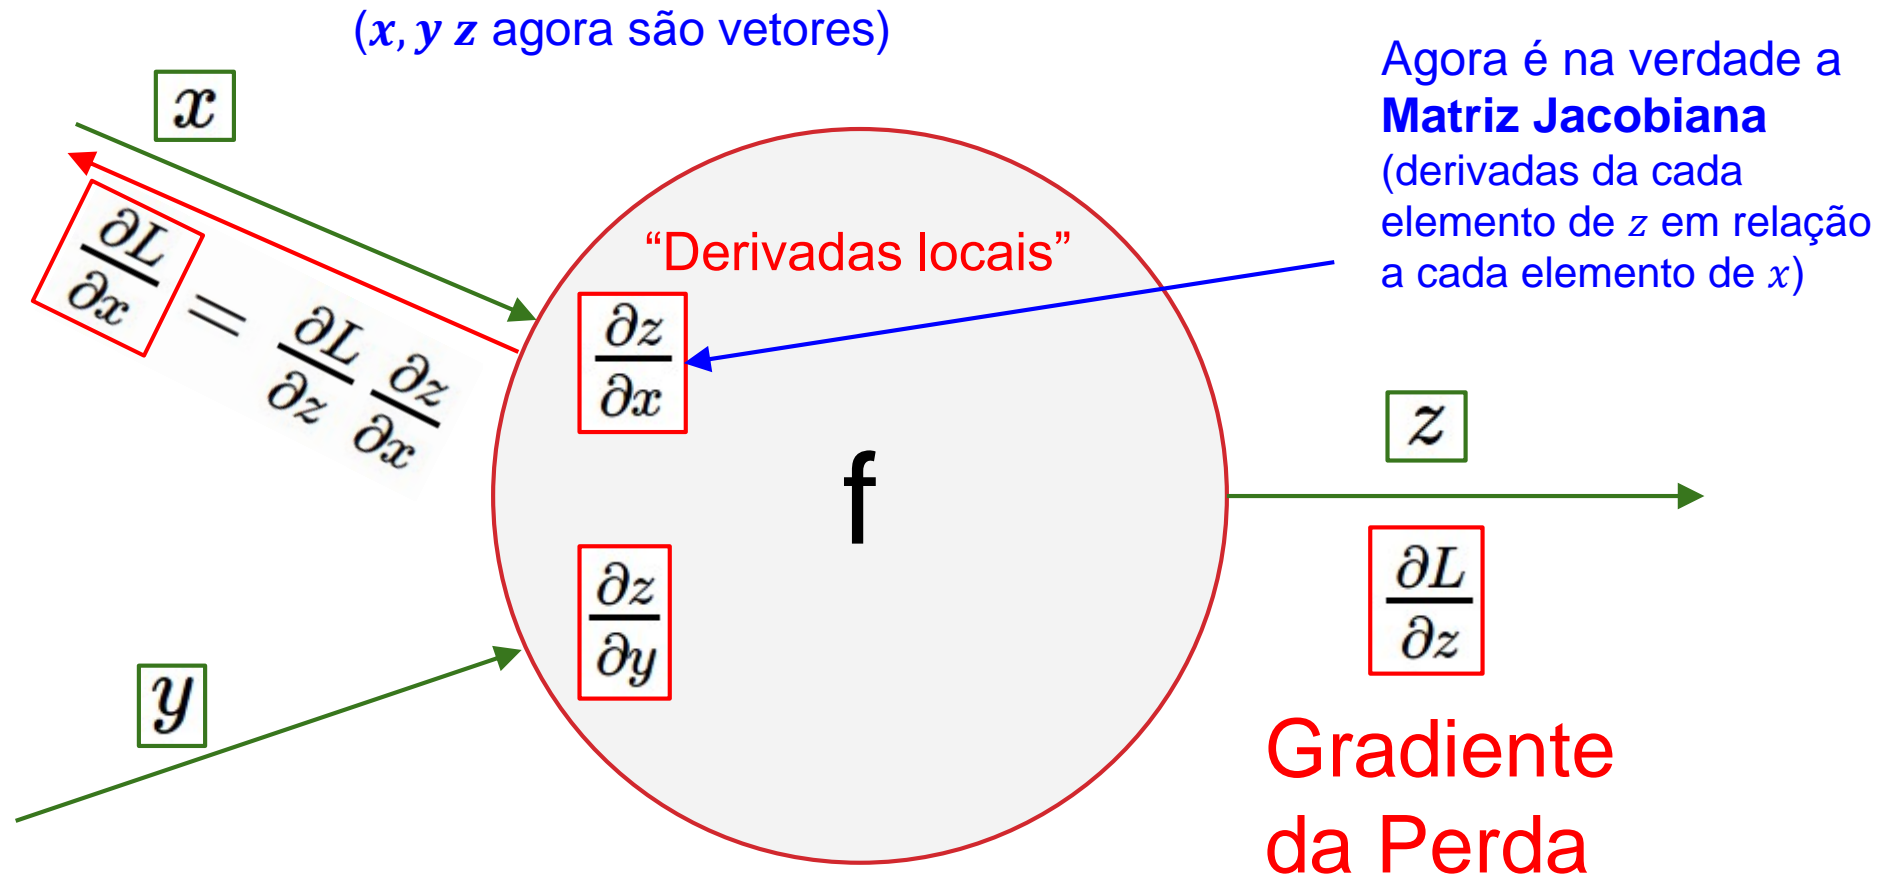 (x, y z agora são vetores)
Agora é na verdade a
Matriz Jacobiana
(derivadas da cada
elemento de z em relação
a cada elemento de x)
x
∂L/∂x = ∂L/∂z ∂z/∂x
“Derivadas locais”
∂z/∂x
f
z
∂z/∂y
∂L/∂z
y
Gradiente
da Perda